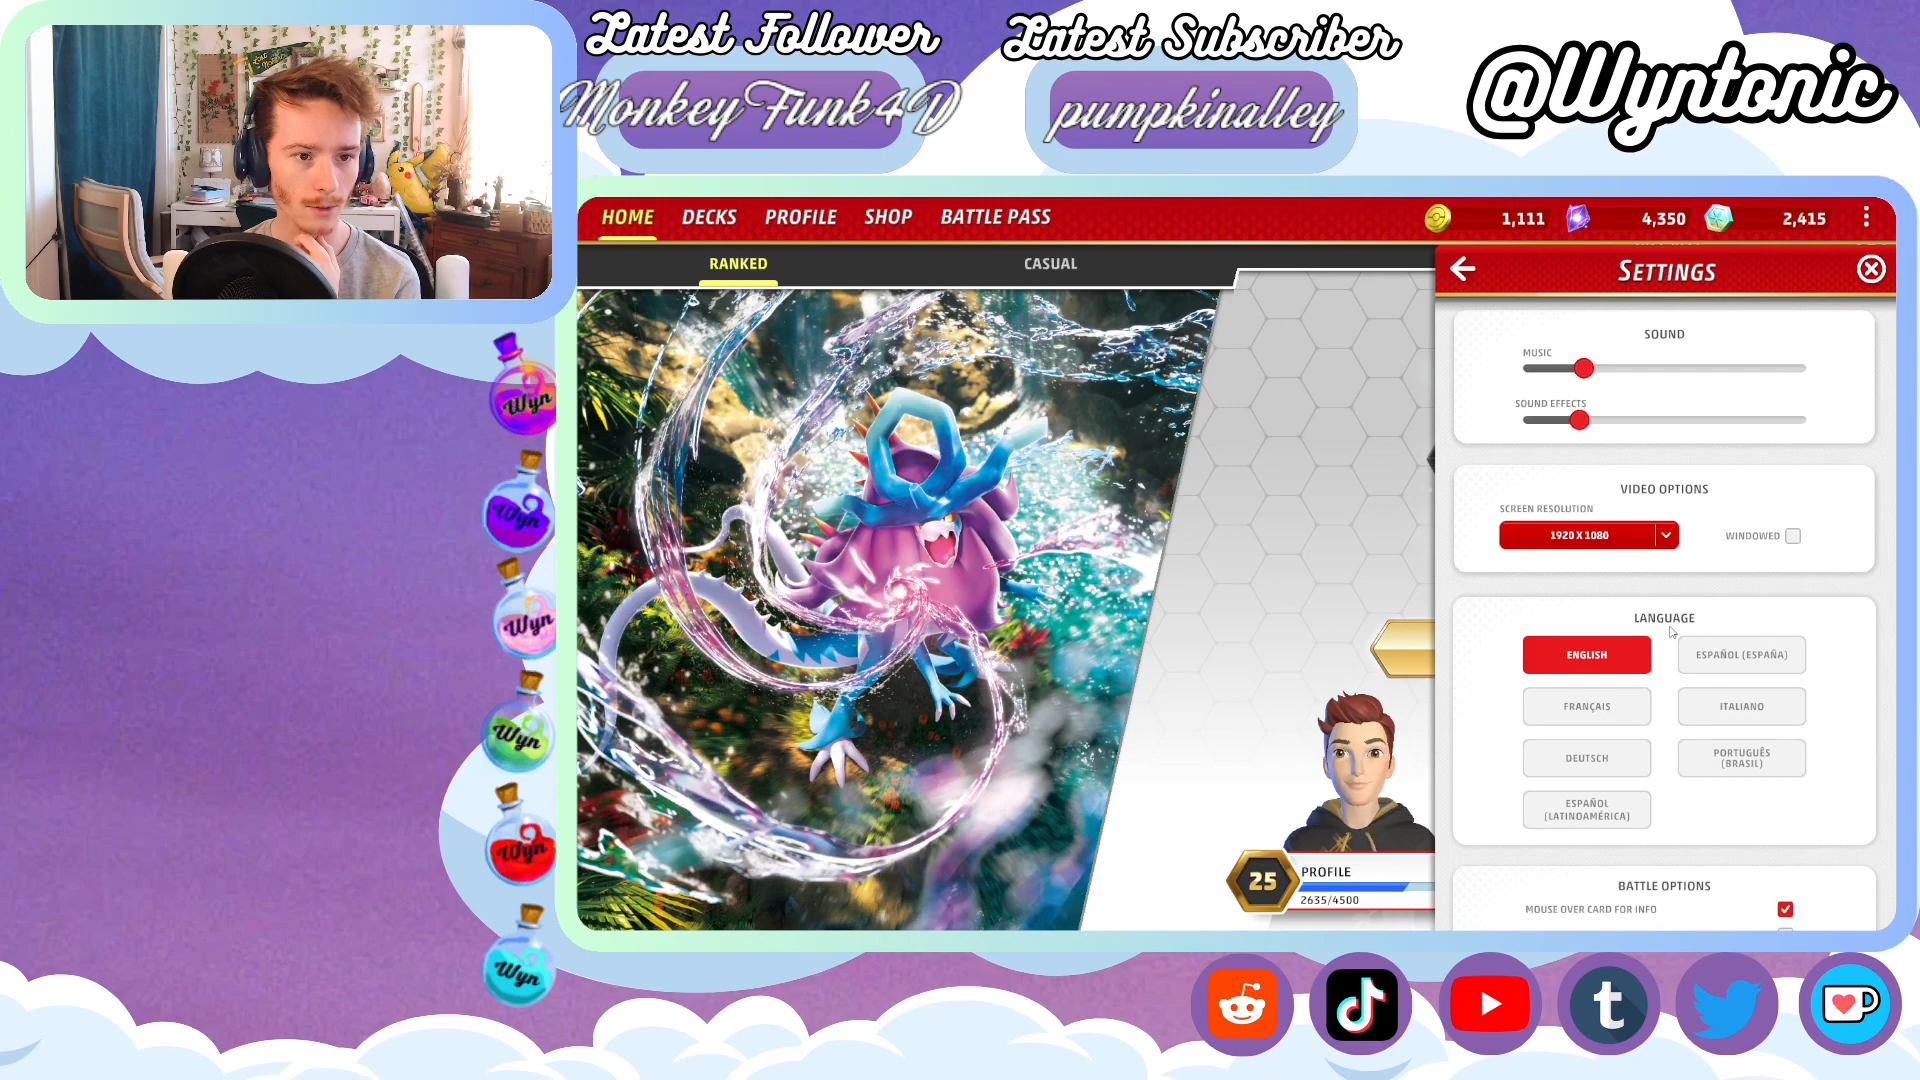 Latest Follower
MonkeyFunk4D
Latest Subscriber
pumpkinalley
@Wyntonic
HOME DECKS PROFILE SHOP BATTLE PASS
1,111 4,350 2,415
RANKED CASUAL
SETTINGS
SOUND
MUSIC
SOUND EFFECTS
VIDEO OPTIONS
SCREEN RESOLUTION
1920 X 1080
WINDOWED
LANGUAGE
ENGLISH ESPAÑOL (ESPAÑA)
FRANÇAIS ITALIANO
DEUTSCH PORTUGUÊS
(BRASIL)
ESPAÑOL
(LATINOAMÉRICA)
BATTLE OPTIONS
MOUSE OVER CARD FOR INFO
25 PROFILE
2635/4500
Wyn
Wyn
Wyn
Wyn
Wyn
Wyn